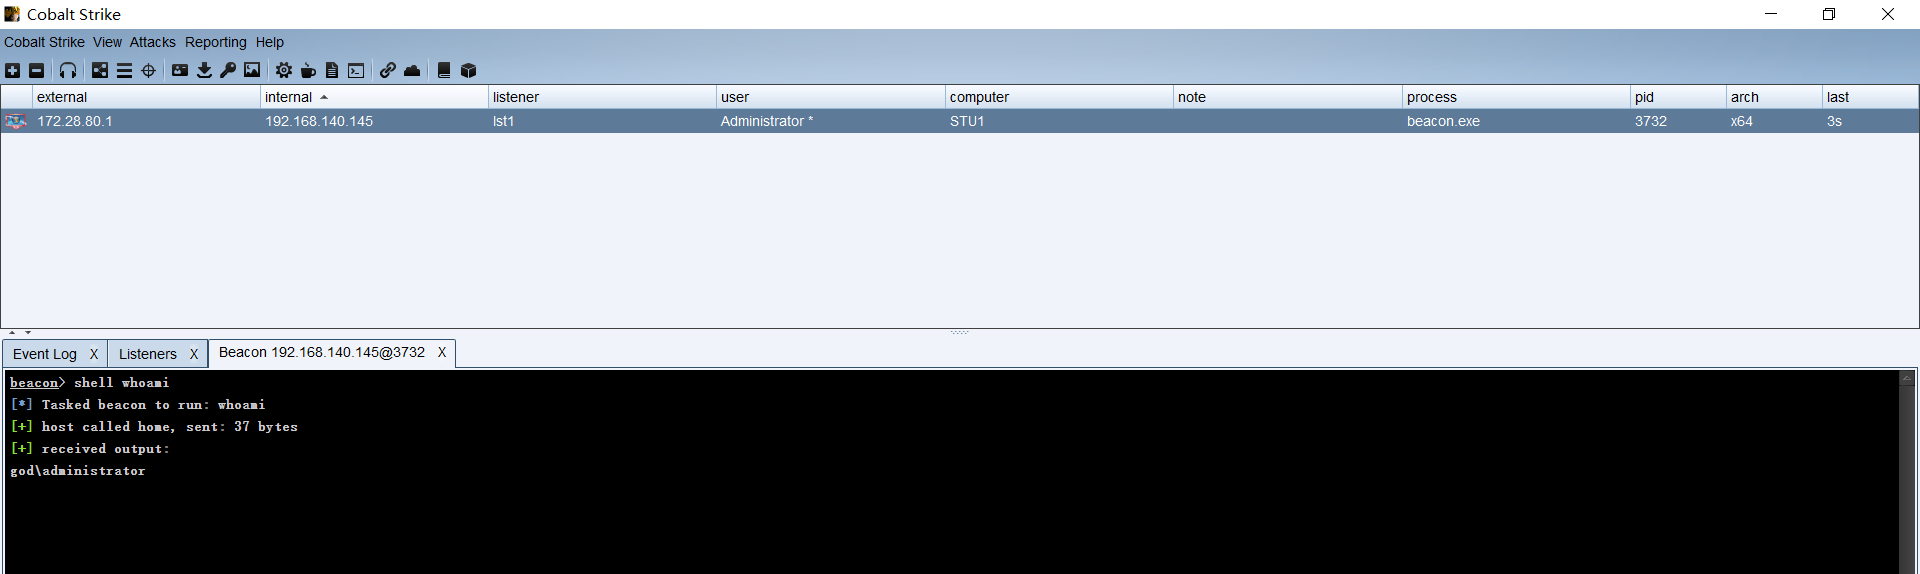 Cobalt Strike
Cobalt Strike View Attacks Reporting Help
external internal listener user computer note process pid arch last
172.28.80.1 192.168.140.145 lst1 Administrator * STU1 beacon.exe 3732 x64 3s
Event Log X Listeners X Beacon 192.168.140.145@3732 X
beacon> shell whoami
[*] Tasked beacon to run: whoami
[+] host called home, sent: 37 bytes
[+] received output:
god\administrator